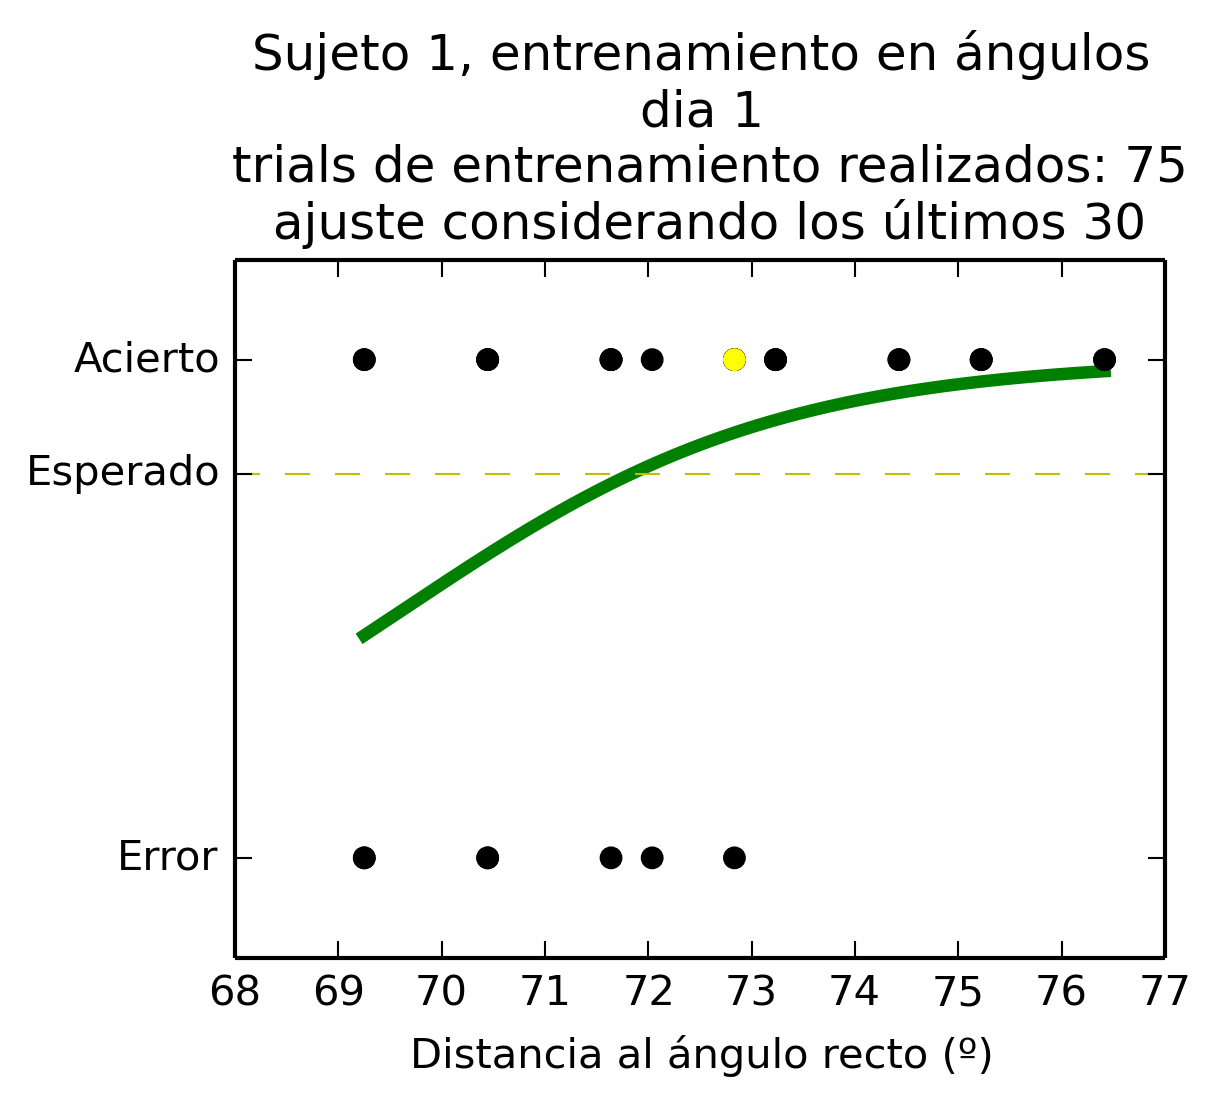 Sujeto 1, entrenamiento en ángulos
dia 1
trials de entrenamiento realizados: 75
ajuste considerando los últimos 30
Acierto
Esperado
Error
68 69 70 71 72 73 74 75 76 77
Distancia al ángulo recto (º)